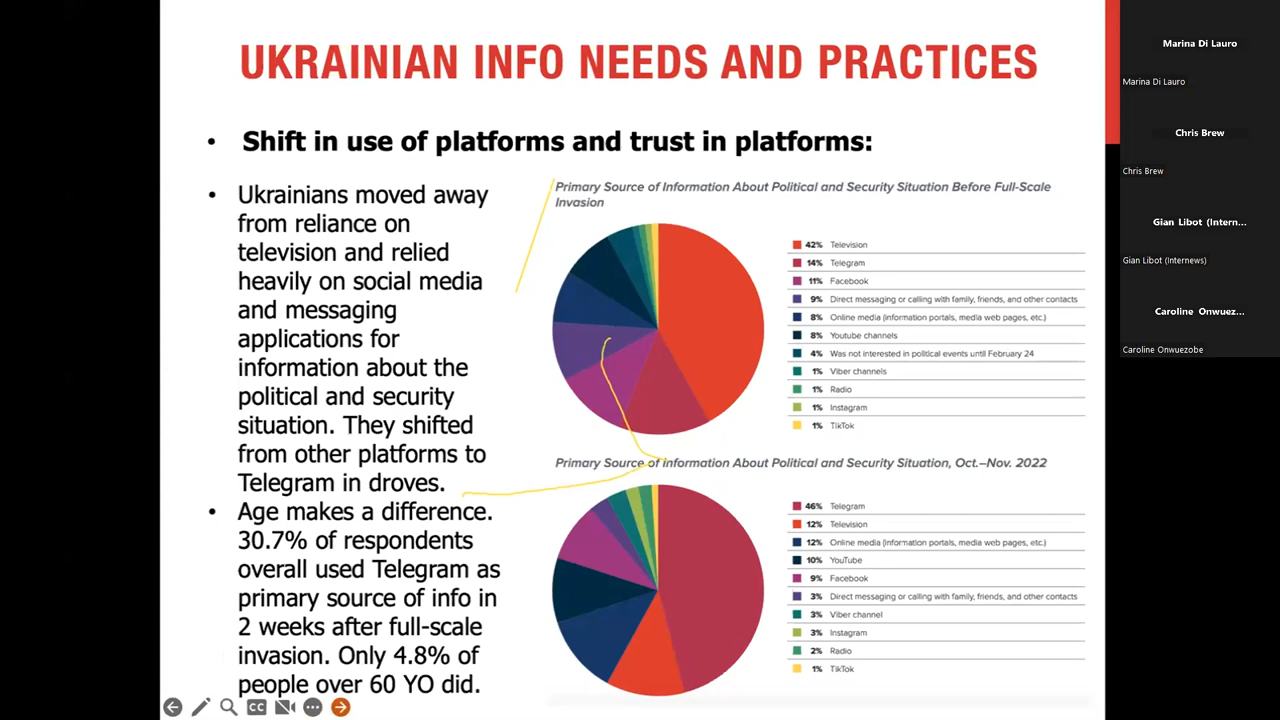 UKRAINIAN INFO NEEDS AND PRACTICES
• Shift in use of platforms and trust in platforms:
• Ukrainians moved away
from reliance on
television and relied
heavily on social media
and messaging
applications for
information about the
political and security
situation. They shifted
from other platforms to
Telegram in droves.
• Age makes a difference.
30.7% of respondents
overall used Telegram as
primary source of info in
2 weeks after full-scale
invasion. Only 4.8% of
people over 60 YO did.
Primary Source of Information About Political and Security Situation Before Full-Scale
Invasion
42% Television
14% Telegram
11% Facebook
9% Direct messaging or calling with family, friends, and other contacts
8% Online media (information portals, media web pages, etc.)
8% Youtube channels
4% Was not interested in political events until February 24
1% Viber channels
1% Radio
1% Instagram
1% TikTok
Primary Source of Information About Political and Security Situation, Oct.–Nov. 2022
46% Telegram
12% Television
12% Online media (information portals, media web pages, etc.)
10% YouTube
9% Facebook
3% Direct messaging or calling with family, friends, and other contacts
3% Viber channel
3% Instagram
2% Radio
1% TikTok
CC
Marina Di Lauro
Marina Di Lauro
Chris Brew
Chris Brew
Gian Libot (Intern...
Gian Libot (Internews)
Caroline Onwuez...
Caroline Onwuezobe